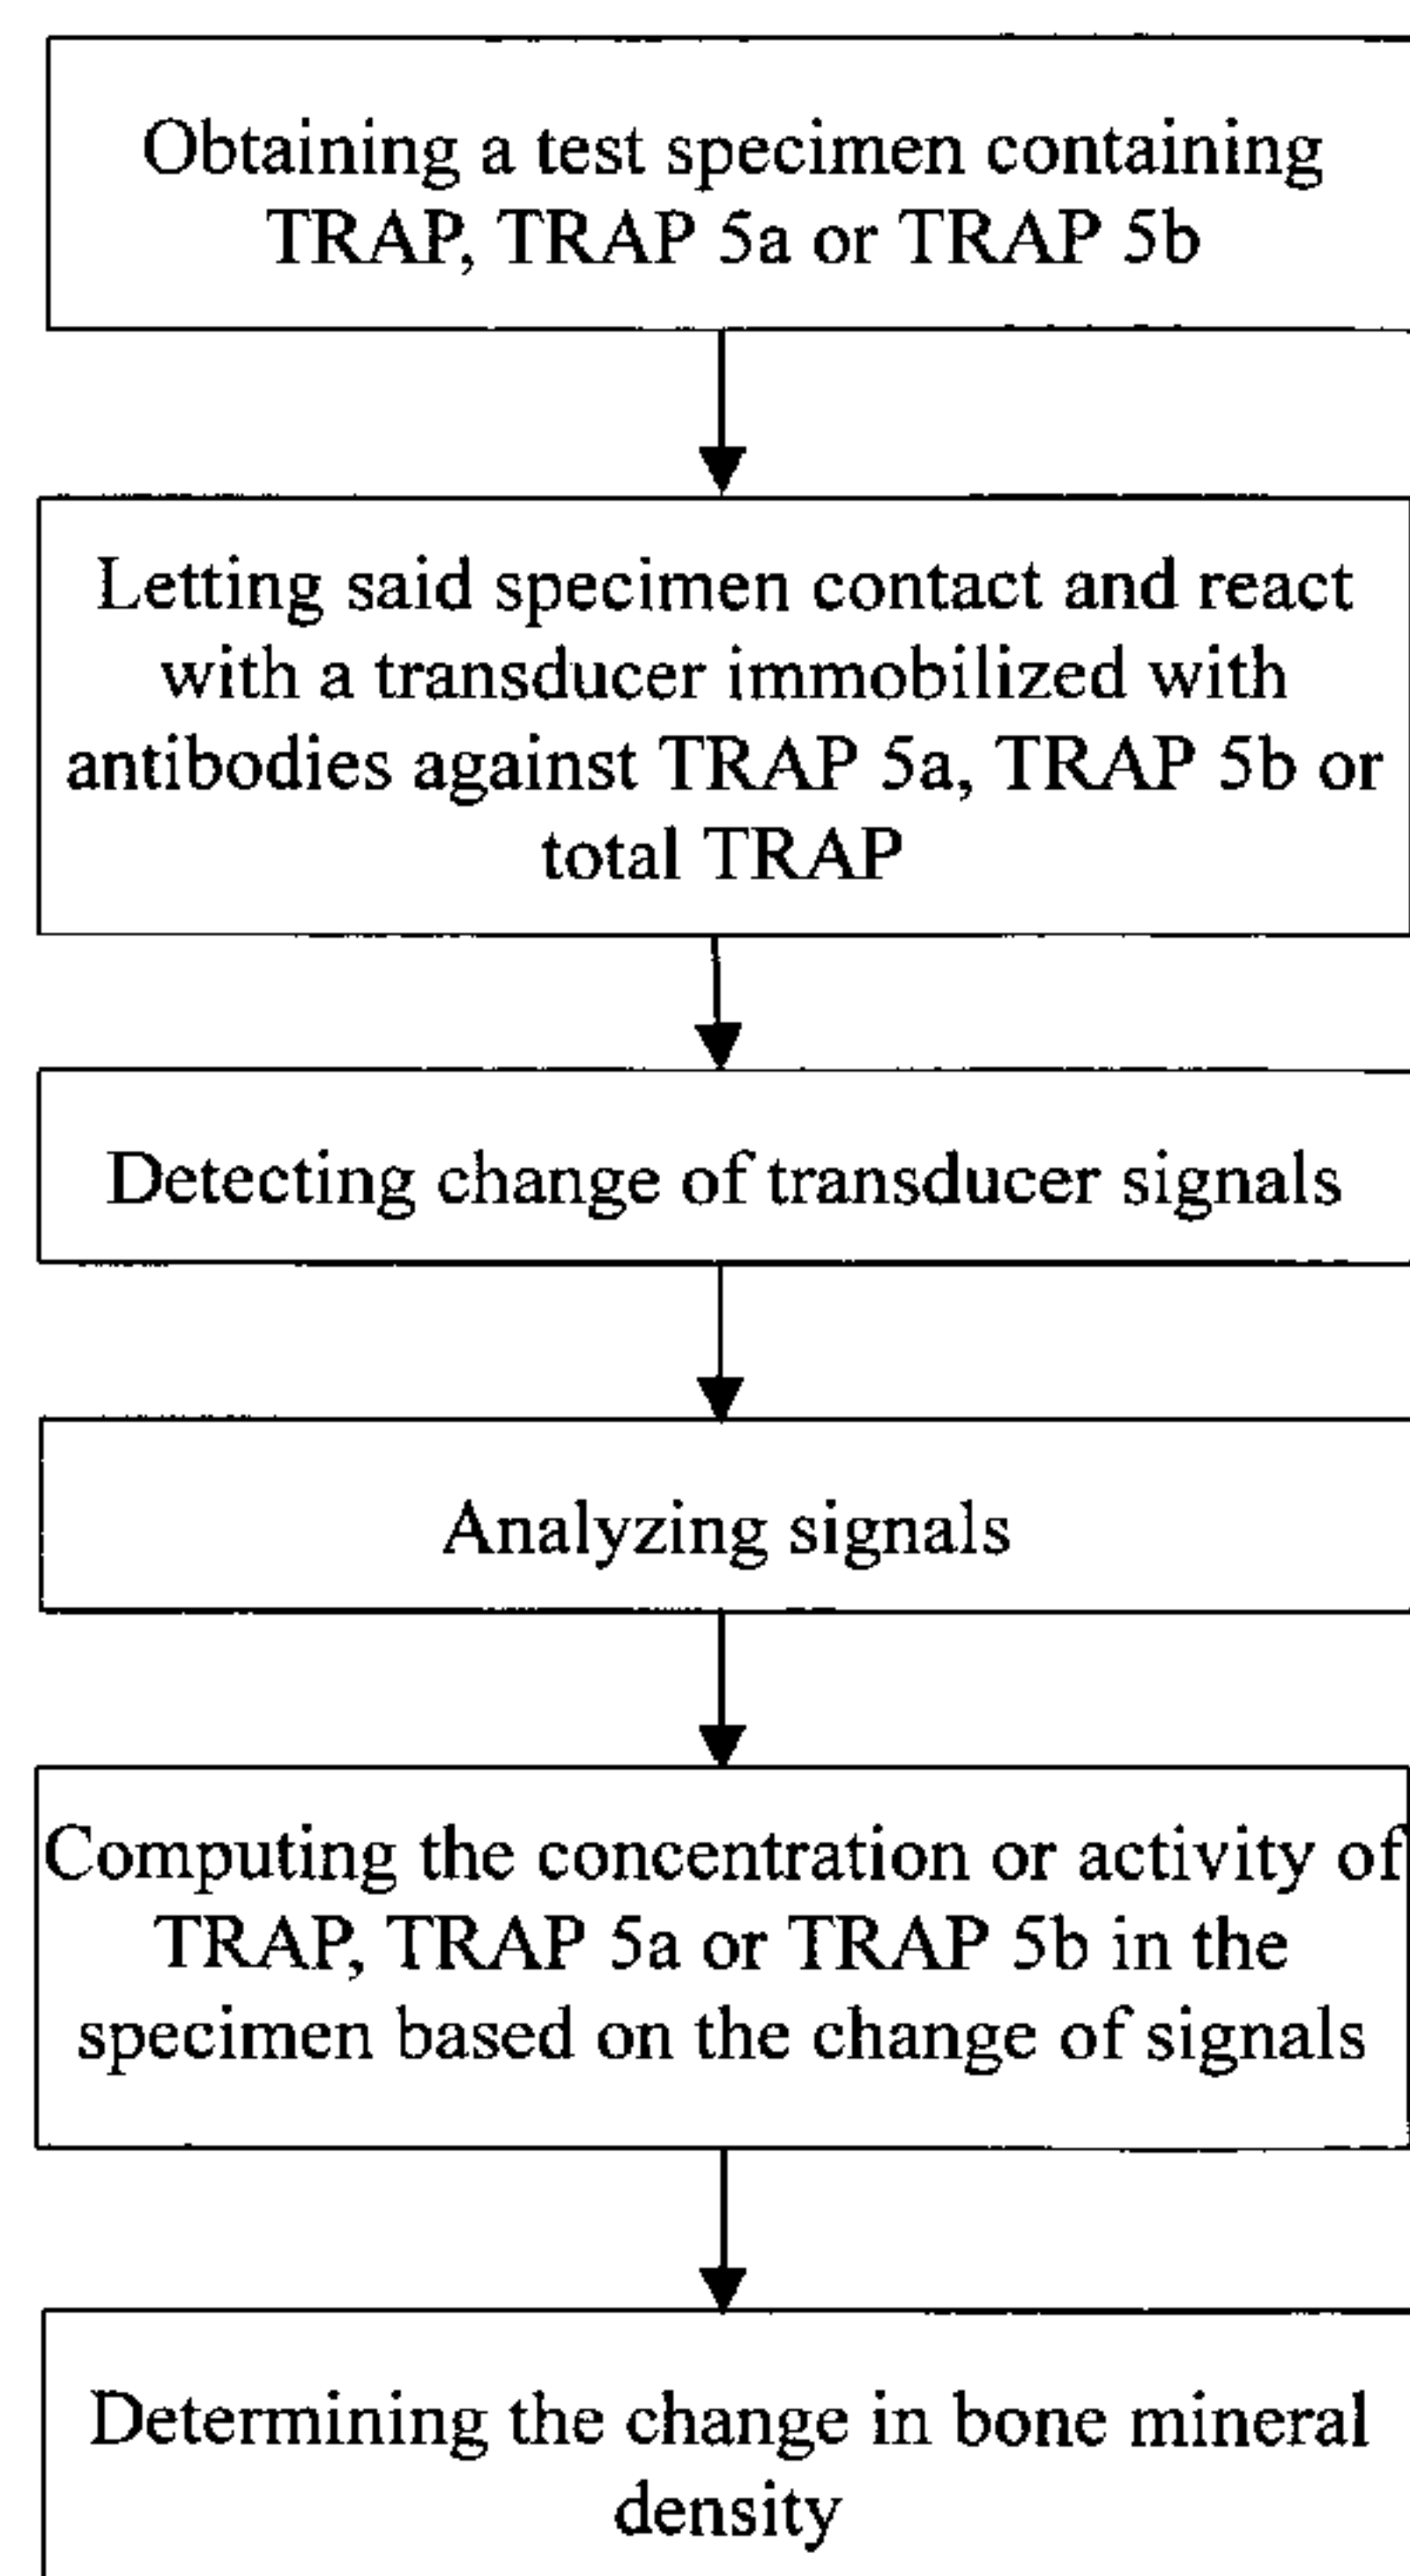 Obtaining a test specimen containing
TRAP, TRAP 5a or TRAP 5b
Letting said specimen contact and react
with a transducer immobilized with
antibodies against TRAP 5a, TRAP 5b or
total TRAP
Detecting change of transducer signals
Analyzing signals
Computing the concentration or activity of
TRAP, TRAP 5a or TRAP 5b in the
specimen based on the change of signals
Determining the change in bone mineral
density